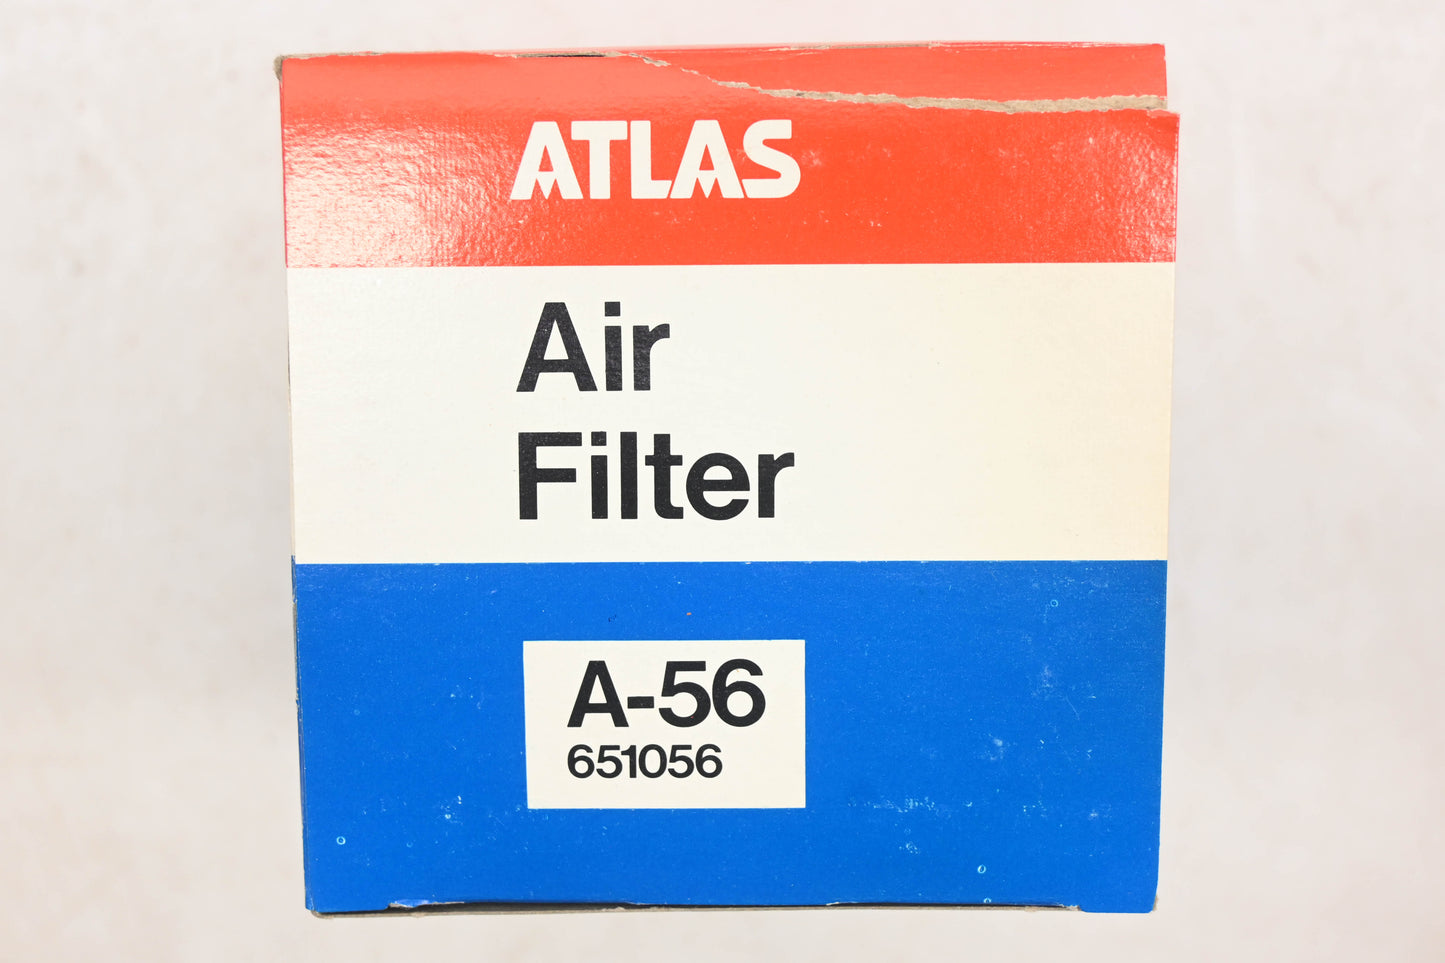 ATLAS
Air
Filter
A-56
651056